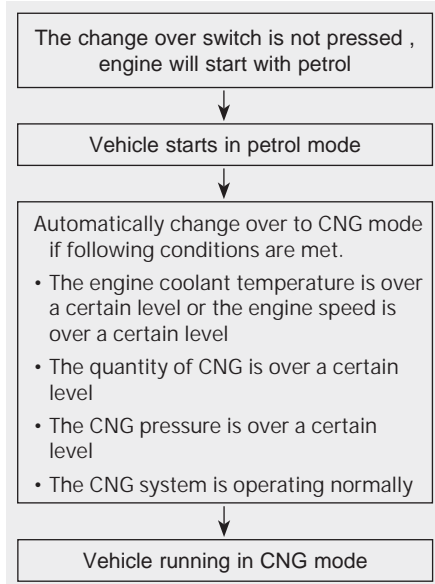 The change over switch is not pressed ,
engine will start with petrol
Vehicle starts in petrol mode
Automatically change over to CNG mode
if following conditions are met.
• The engine coolant temperature is over
a certain level or the engine speed is
over a certain level
• The quantity of CNG is over a certain
level
• The CNG pressure is over a certain
level
• The CNG system is operating normally
Vehicle running in CNG mode